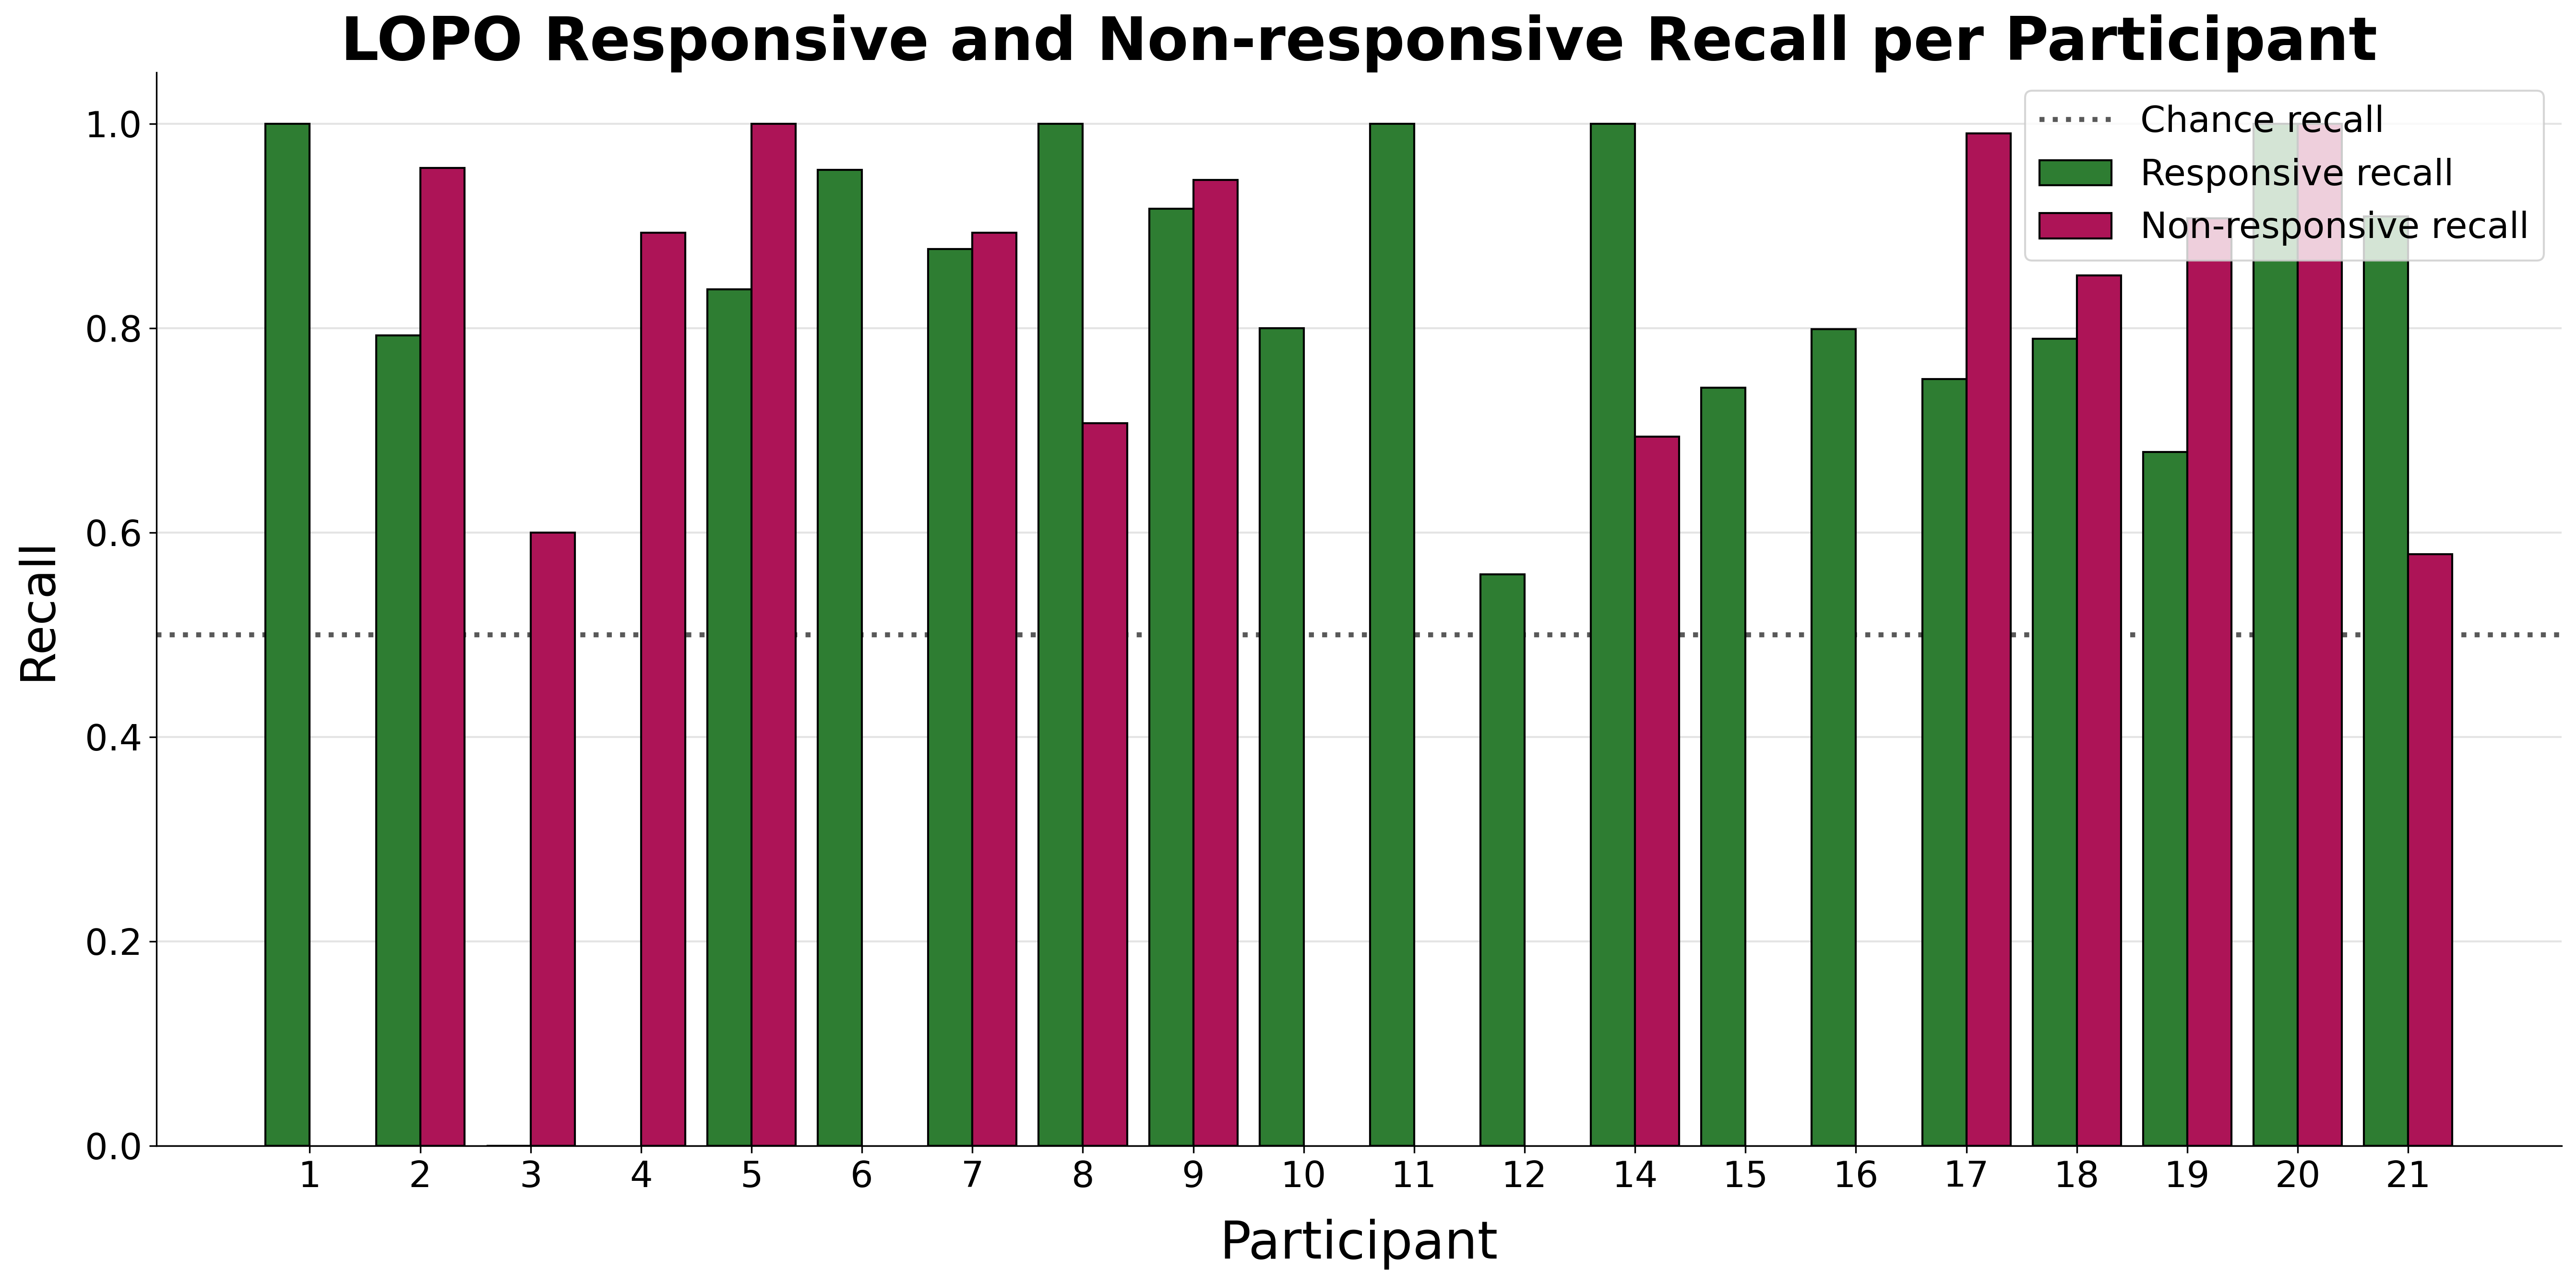 LOPO Responsive and Non-responsive Recall per Participant
Chance recall
Responsive recall
Non-responsive recall
1.0
0.8
0.6
0.4
0.2
0.0
Recall
1 2 3 4 5 6 7 8 9 10 11 12 14 15 16 17 18 19 20 21
Participant